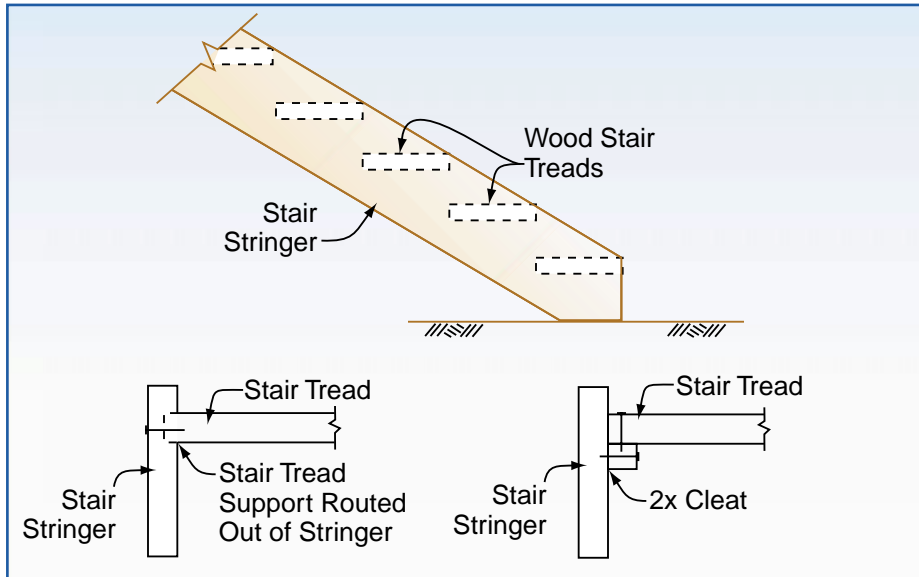 Wood Stair
Treads
Stair
Stringer
Stair Tread
Stair Tread
Support Routed
Out of Stringer
Stair
Stringer
Stair Tread
2x Cleat
Stair
Stringer